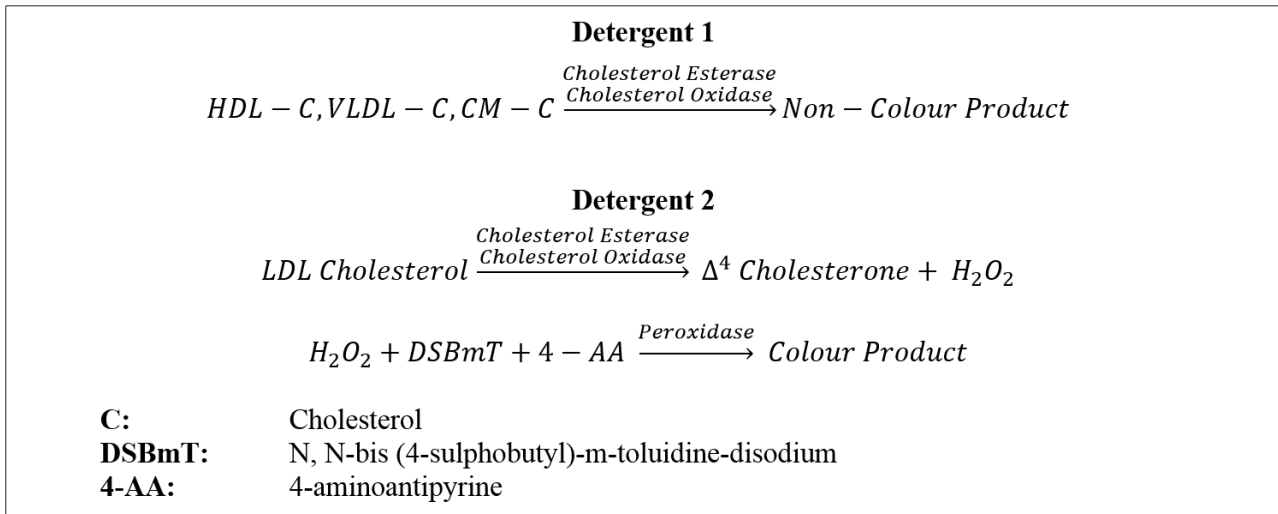 Detergent 1
Cholesterol Esterase
Cholesterol Oxidase
HDL − C, VLDL − C, CM − C → Non − Colour Product
Detergent 2
Cholesterol Esterase
Cholesterol Oxidase
LDL Cholesterol → Δ⁴ Cholesterone + H₂O₂
Peroxidase
H₂O₂ + DSBmT + 4 − AA → Colour Product
C: Cholesterol
DSBmT: N, N-bis (4-sulphobutyl)-m-toluidine-disodium
4-AA: 4-aminoantipyrine